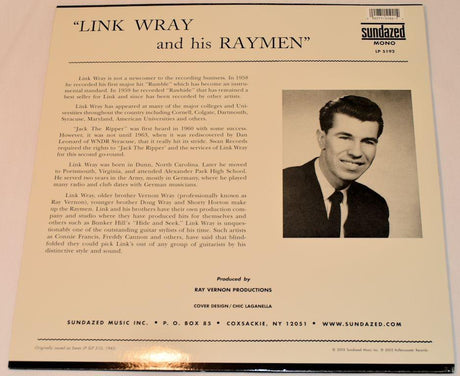 "LINK WRAY
and his RAYMEN"
sundazed
MONO
LP 5193
Link Wray is not a newcomer to the recording business. In 1958
he recorded his first major hit "Rumble" which has become an instru-
mental standard. In 1959 he recorded "Rawhide" that has remained a
best seller for Link and since has been recorded by other artists.
Link Wray has appeared at many of the major colleges and Uni-
versities throughout the country including Cornell, Colgate, Dartmouth,
Syracuse, Maryland, American Universities and others.
"Jack The Ripper" was first heard in 1960 with some success.
However, it was not until 1963, when it was rediscovered by Dan
Leonard of WNDR Syracuse, that it really hit its stride. Swan Records
required the rights to "Jack The Ripper" and the services of Link Wray for
this second go-round.
Link Wray was born in Dunn, North Carolina. Later he moved
to Portsmouth, Virginia, and attended Alexander Park High School.
He served two years in the Army, mostly in Germany, where he played
many radio and club dates with German musicians.
Link Wray, older brother Vernon Wray (professionally known as
Ray Vernon), younger brother Doug Wray and Shorty Horton make
up the Raymen. Link and his brothers have their own production com-
pany and studio where they have produced him for themselves and
others such as Bunker Hill's "Hide and Seek." Link Wray is unques-
tionably one of the outstanding guitar stylists of his time. Such artists
as Connie Francis, Freddy Cannon and others, have said that blind-
folded they could pick Link's out of any group of guitarists by his
distinctive style and sound.
Produced by
RAY VERNON PRODUCTIONS
COVER DESIGN / CHIC LAGANELLA
SUNDAZED MUSIC INC. • P. O. BOX 85 • COXSACKIE, NY 12051 • WWW.SUNDAZED.COM
Originally issued as Swan LP SLP 510, 1963